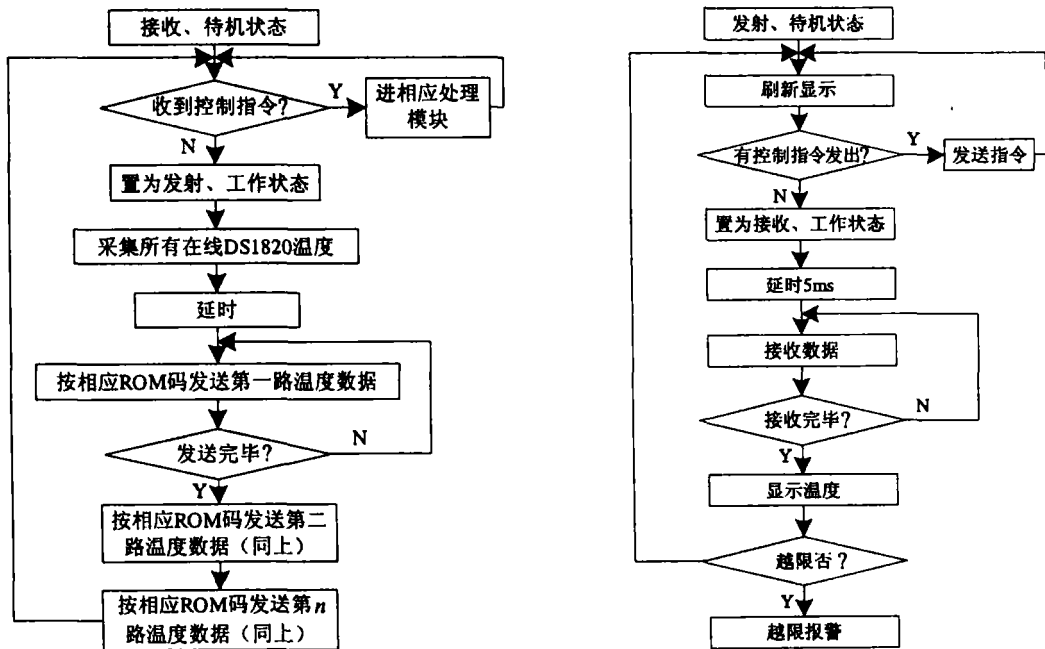 接收、待机状态
收到控制指令?
Y
进相应处理
模块
N
置为发射、工作状态
采集所有在线DS1820温度
延时
按相应ROM码发送第一路温度数据
发送完毕?
N
Y
按相应ROM码发送第二
路温度数据（同上）
按相应ROM码发送第n
路温度数据（同上）
发射、待机状态
刷新显示
有控制指令发出?
Y
发送指令
N
置为接收、工作状态
延时5ms
接收数据
接收完毕?
N
Y
显示温度
越限否？
Y
越限报警